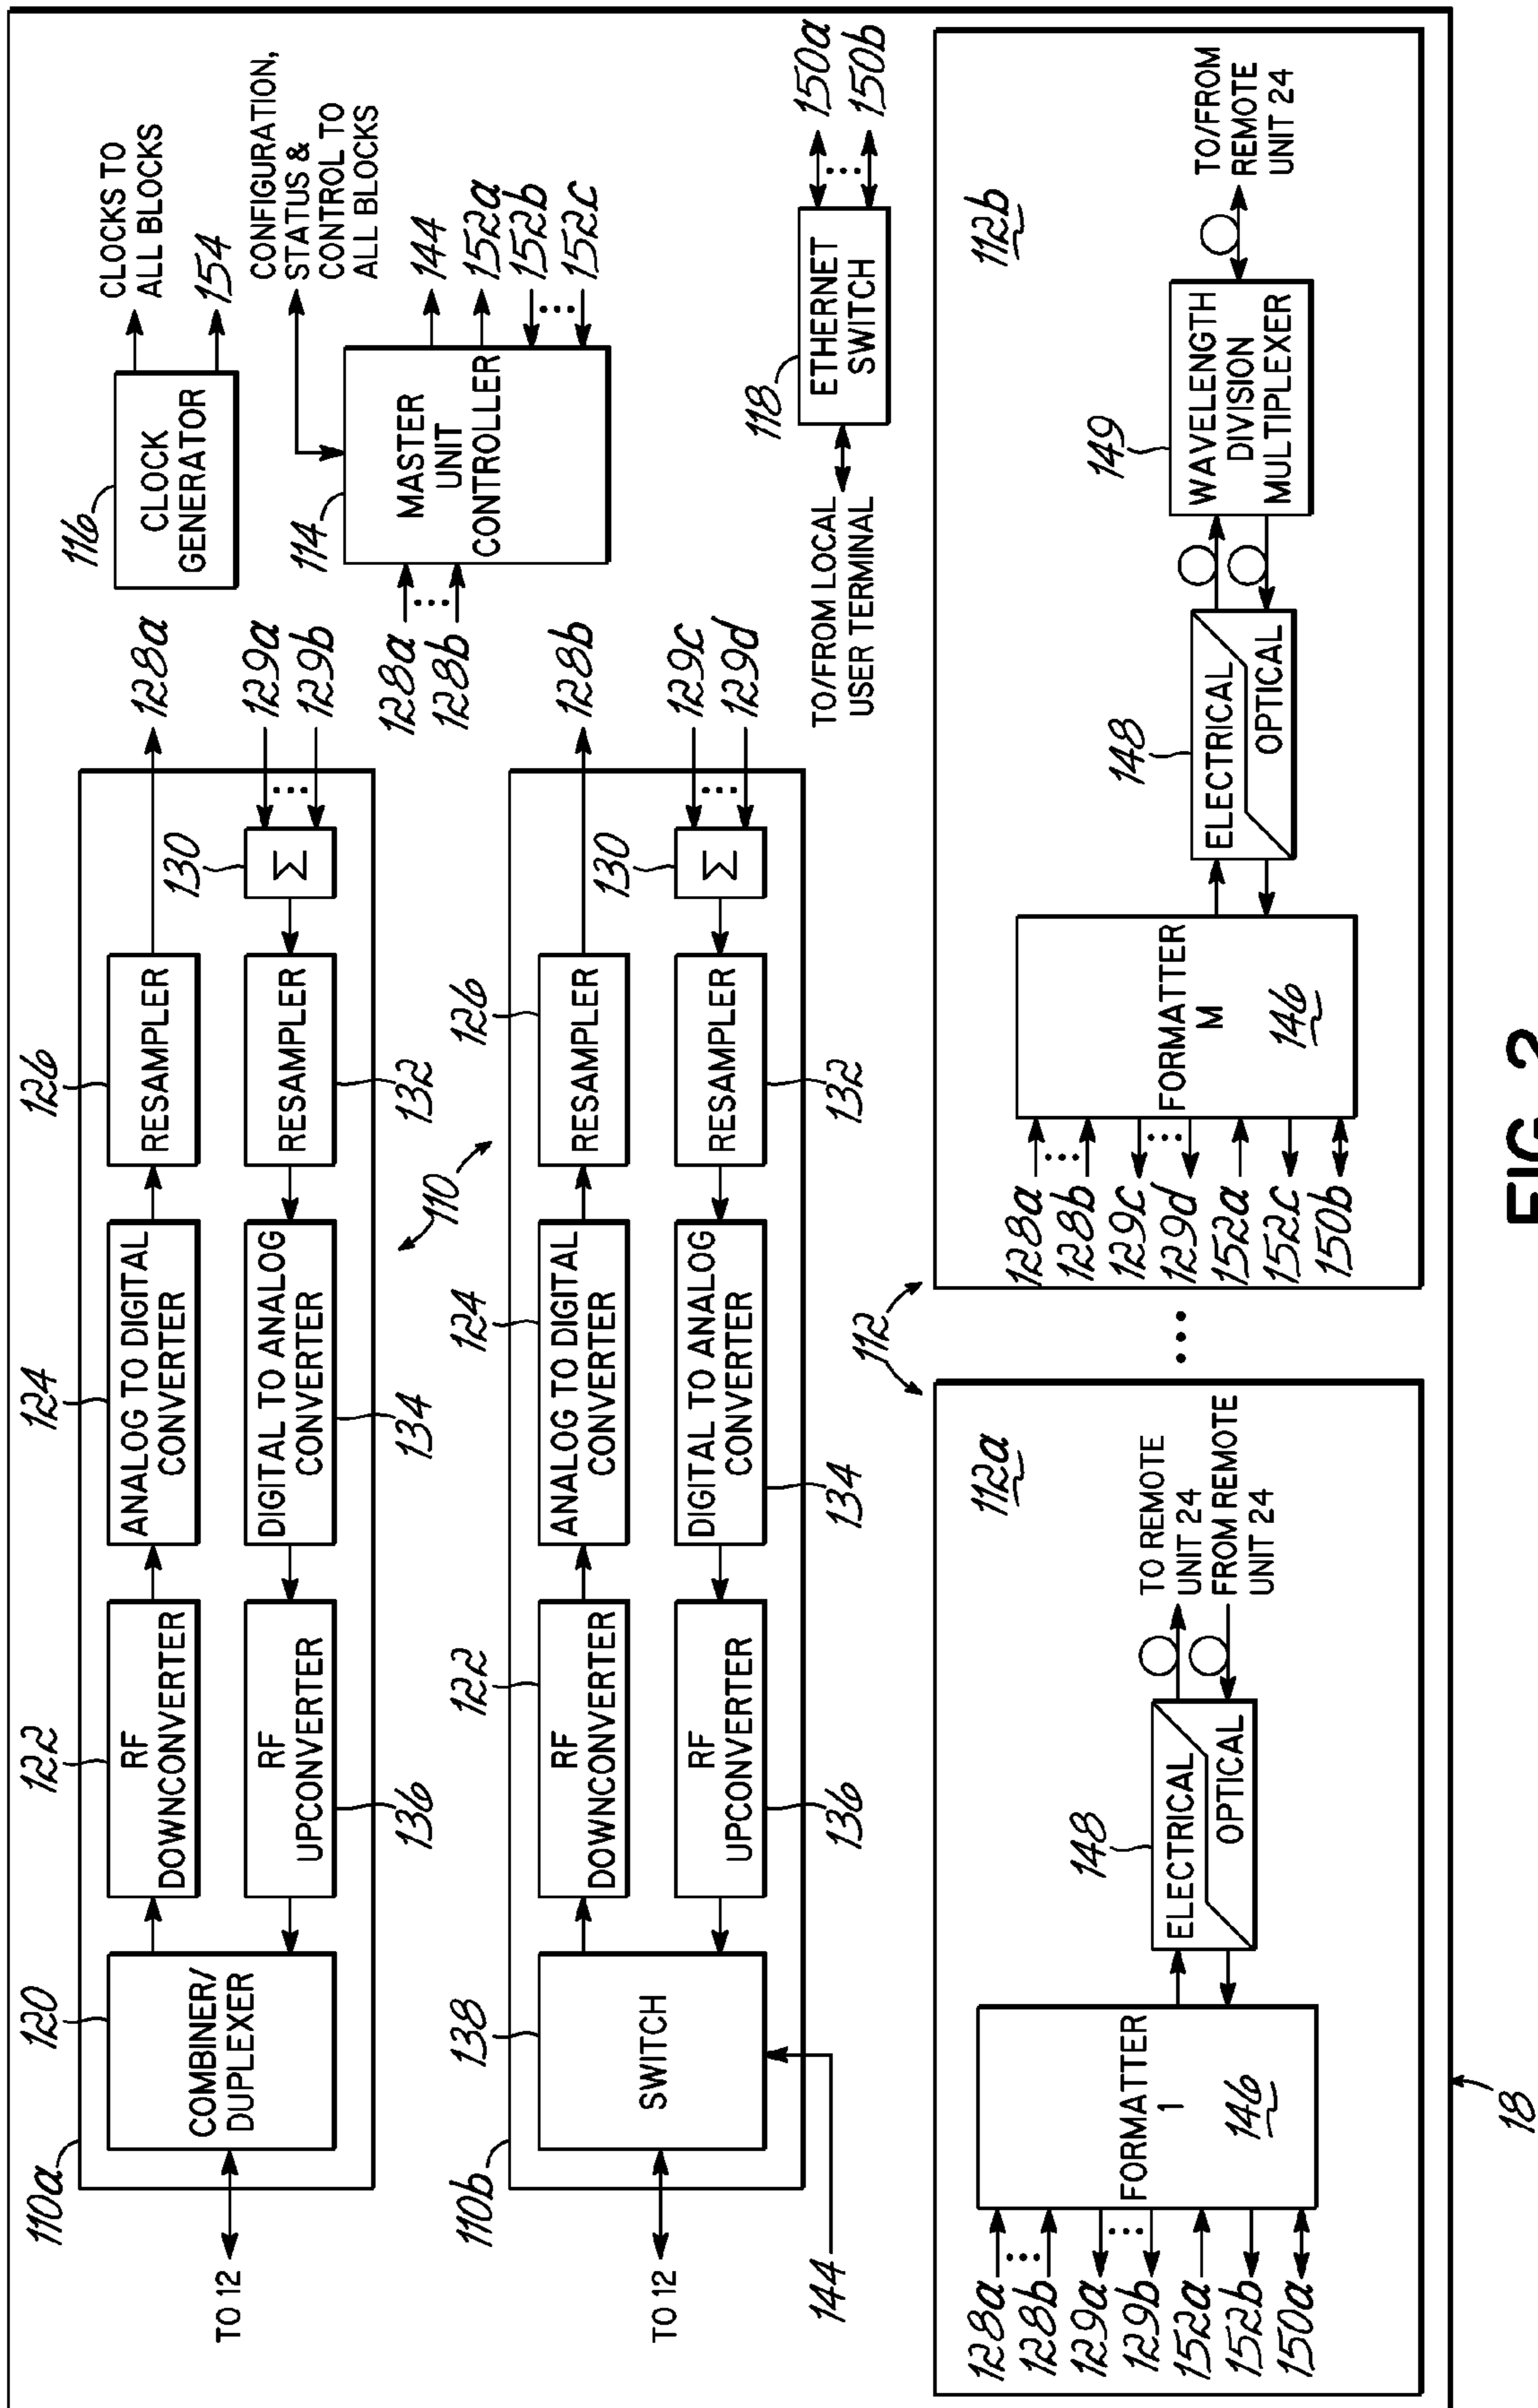 110a
120
122
124
126
128a
116
CLOCKS TO
ALL BLOCKS
154
COMBINER/
DUPLEXER
RF
DOWNCONVERTER
ANALOG TO DIGITAL
CONVERTER
RESAMPLER
130
129a
129b
CLOCK
GENERATOR
TO 12
RF
UPCONVERTER
DIGITAL TO ANALOG
CONVERTER
RESAMPLER
Σ
136
134
132
CONFIGURATION,
STATUS &
CONTROL TO
ALL BLOCKS
114
128a
128b
MASTER
UNIT
CONTROLLER
144
152a
152b
152c
110
110b
138
122
124
126
128b
SWITCH
RF
DOWNCONVERTER
ANALOG TO DIGITAL
CONVERTER
RESAMPLER
130
129c
129d
TO 12
RF
UPCONVERTER
DIGITAL TO ANALOG
CONVERTER
RESAMPLER
Σ
144
136
134
132
TO/FROM LOCAL
USER TERMINAL
118
ETHERNET
SWITCH
150a
150b
112
112a
128a
128b
129a
129b
152a
152b
150a
FORMATTER
1
146
148
ELECTRICAL
OPTICAL
TO REMOTE
UNIT 24
FROM REMOTE
UNIT 24
112b
128a
128b
129c
129d
152a
152c
150b
FORMATTER
M
146
148
ELECTRICAL
OPTICAL
149
WAVELENGTH
DIVISION
MULTIPLEXER
TO/FROM
REMOTE
UNIT 24
18